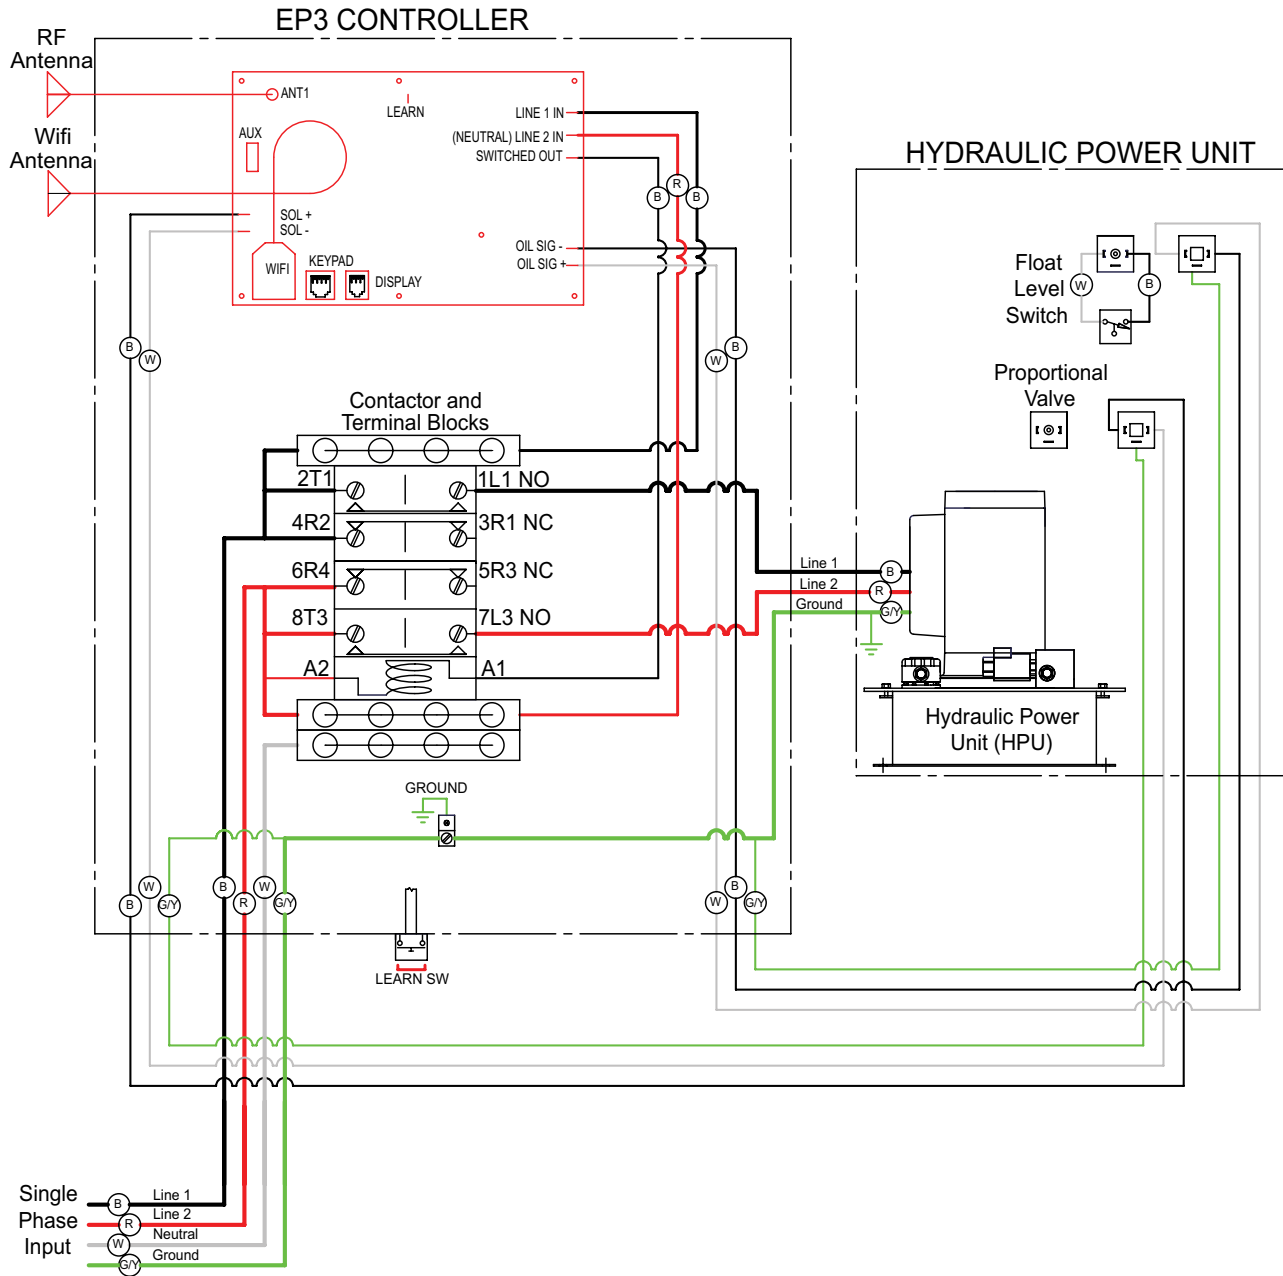 EP3 CONTROLLER
RF
Antenna
Wifi
Antenna
ANT1
LEARN
AUX
LINE 1 IN
(NEUTRAL) LINE 2 IN
SWITCHED OUT
SOL +
SOL -
OIL SIG -
OIL SIG +
WIFI
KEYPAD
DISPLAY
B
R
B
B
W
W
B
Contactor and
Terminal Blocks
2T1
1L1 NO
4R2
3R1 NC
6R4
5R3 NC
8T3
7L3 NO
A2
A1
GROUND
W
B
G/Y
B
R
W
G/Y
W
B
G/Y
LEARN SW
HYDRAULIC POWER UNIT
Float
Level
Switch
W
B
Proportional
Valve
Line 1
B
Line 2
R
Ground
G/Y
Hydraulic Power
Unit (HPU)
Single
Phase
Input
B
Line 1
R
Line 2
W
Neutral
G/Y
Ground